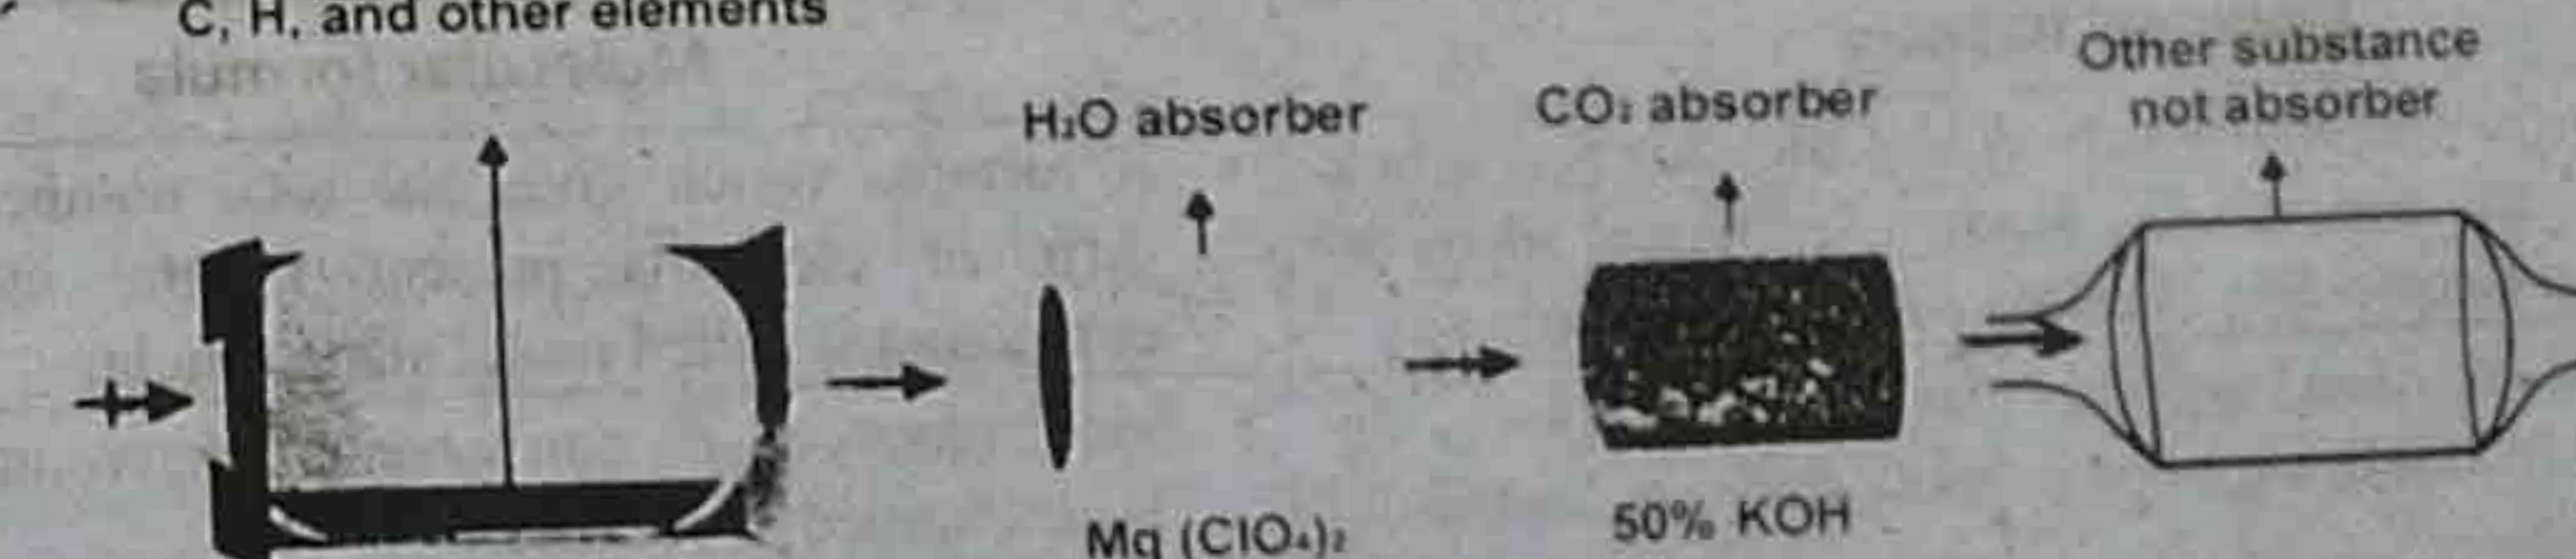 C, H, and other elements
H₂O absorber
CO₂ absorber
Other substance
not absorber
Mg (ClO₄)₂
50% KOH